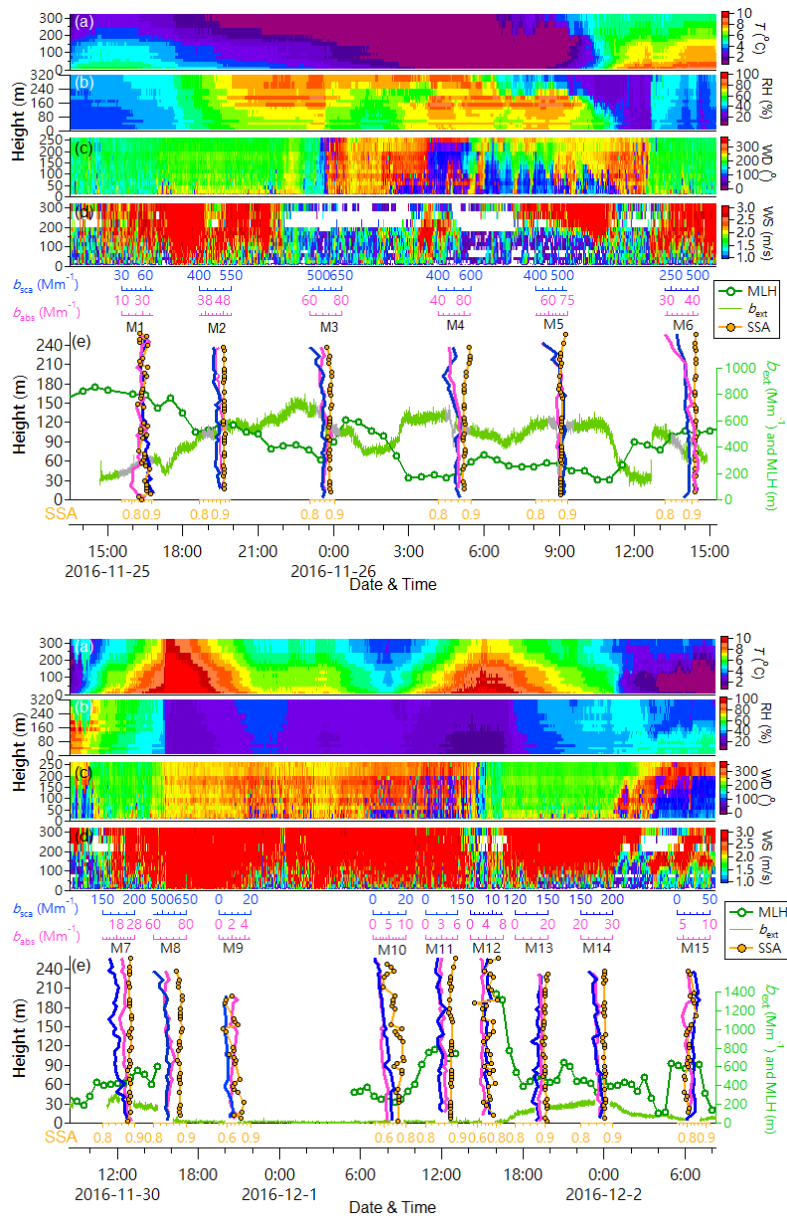 (a)
300
200
100
0
10
8
6
4
2
T (°C)
(b)
320
240
160
80
0
100
80
60
40
20
RH (%)
Height (m)
(c)
250
200
150
100
50
0
300
200
100
0
WD (°)
(d)
300
200
100
0
3.0
2.5
2.0
1.5
1.0
WS (m/s)
bsca (Mm-1) 30 60 400 550 500 650 400 600 400 500 250 500
babs (Mm-1) 10 30 38 48 60 80 40 80 60 75 30 40
MLH
bext
SSA
M1 M2 M3 M4 M5 M6
(e)
Height (m)
240
210
180
150
120
90
60
30
0
1000
800
600
400
200
0
bext (Mm-1) and MLH (m)
SSA 0.8 0.9 0.8 0.9 0.8 0.9 0.8 0.9 0.8 0.9 0.8 0.9
15:00 18:00 21:00 0:00 3:00 6:00 9:00 12:00 15:00
2016-11-25 2016-11-26
Date & Time
(a)
300
200
100
0
10
8
6
4
2
T (°C)
(b)
320
240
160
80
0
100
80
60
40
20
RH (%)
Height (m)
(c)
250
200
150
100
50
0
300
200
100
0
WD (°)
(d)
300
200
100
0
3.0
2.5
2.0
1.5
1.0
WS (m/s)
bsca (Mm-1) 150 200 500 650 0 20 0 20 0 15 0 10 120 150 150 200 0 50
babs (Mm-1) 18 28 60 80 0 2 4 0 5 10 0 3 6 0 4 8 0 20 20 30 5 10
MLH
bext
SSA
M7 M8 M9 M10 M11 M12 M13 M14 M15
(e)
Height (m)
240
210
180
150
120
90
60
30
0
1400
1200
1000
800
600
400
200
0
bext (Mm-1) and MLH (m)
SSA 0.8 0.9 0.8 0.9 0.6 0.9 0.6 0.8 0.8 0.9 0.6 0.8 0.8 0.9 0.8 0.9 0.8 0.9
12:00 18:00 0:00 6:00 12:00 18:00 0:00 6:00
2016-11-30 2016-12-1 2016-12-2
Date & Time